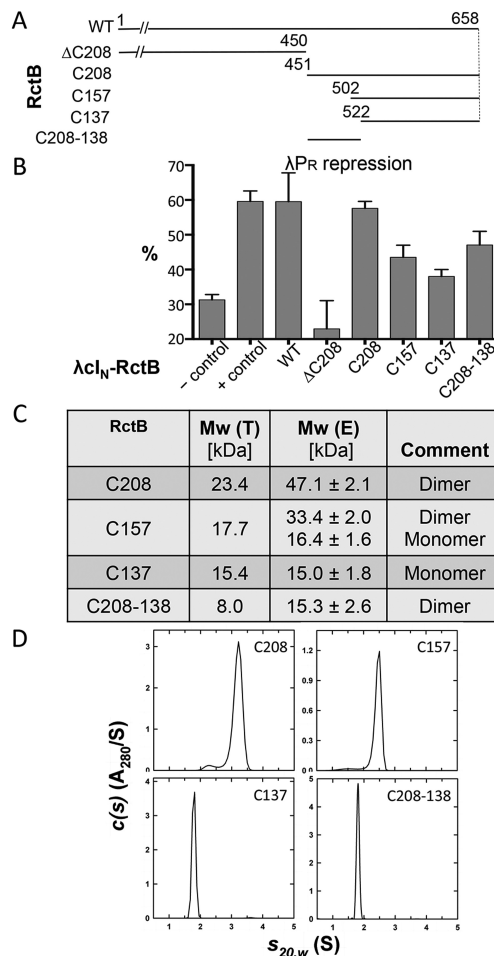 A
WT 1 658
ΔC208 450
C208 451
C157 502
C137 522
C208-138
RctB
B
λPR repression
70
60
50
40
30
20
%
λcIN-RctB
– control
+ control
WT
ΔC208
C208
C157
C137
C208-138
C
RctB Mw (T) [kDa] Mw (E) [kDa] Comment
C208 23.4 47.1 ± 2.1 Dimer
C157 17.7 33.4 ± 2.0 Dimer
16.4 ± 1.6 Monomer
C137 15.4 15.0 ± 1.8 Monomer
C208-138 8.0 15.3 ± 2.6 Dimer
D
c(s) (A280/S)
C208
3
2
1
0
C157
1.2
0.9
0.6
0.3
0.0
C137
4
3
2
1
0
1 2 3 4 5
C208-138
5
4
3
2
1
0
1 2 3 4 5
s20,w (S)